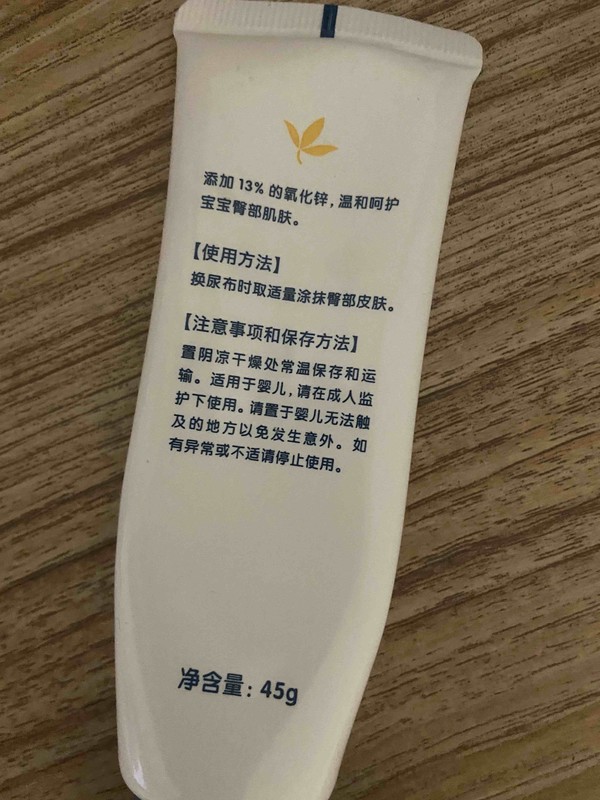 添加 13% 的氧化锌，温和呵护
宝宝臀部肌肤。
【使用方法】
换尿布时取适量涂抹臀部皮肤。
【注意事项和保存方法】
置阴凉干燥处常温保存和运
输。适用于婴儿，请在成人监
护下使用。请置于婴儿无法触
及的地方以免发生意外。如
有异常或不适请停止使用。
净含量：45g